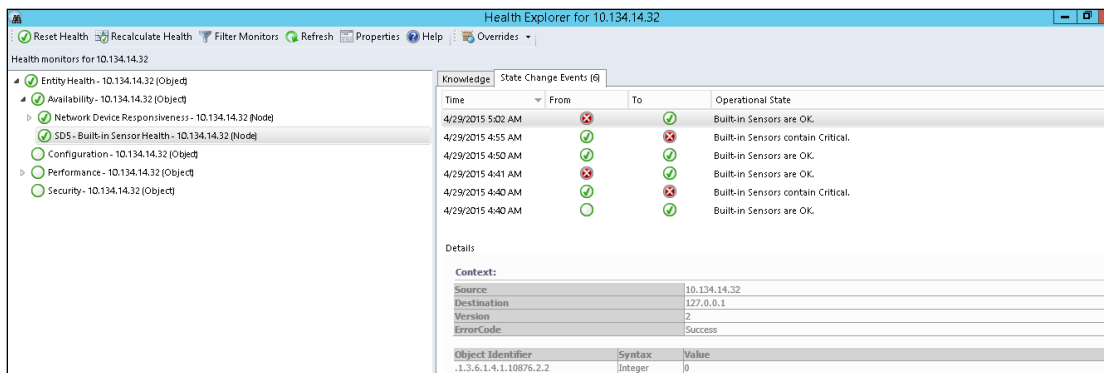 Health Explorer for 10.134.14.32
Reset Health Recalculate Health Filter Monitors Refresh Properties Help Overrides
Health monitors for 10.134.14.32
Entity Health - 10.134.14.32 (Object)
Availability - 10.134.14.32 (Object)
Network Device Responsiveness - 10.134.14.32 (Node)
SD5 - Built-in Sensor Health - 10.134.14.32 (Node)
Configuration - 10.134.14.32 (Object)
Performance - 10.134.14.32 (Object)
Security - 10.134.14.32 (Object)
Knowledge State Change Events (6)
Time From To Operational State
4/29/2015 5:02 AM Built-in Sensors are OK.
4/29/2015 4:55 AM Built-in Sensors contain Critical.
4/29/2015 4:50 AM Built-in Sensors are OK.
4/29/2015 4:41 AM Built-in Sensors are OK.
4/29/2015 4:40 AM Built-in Sensors contain Critical.
4/29/2015 4:40 AM Built-in Sensors are OK.
Details
Context:
Source 10.134.14.32
Destination 127.0.0.1
Version 2
ErrorCode Success
Object Identifier Syntax Value
.1.3.6.1.4.1.10876.2.2 Integer 0